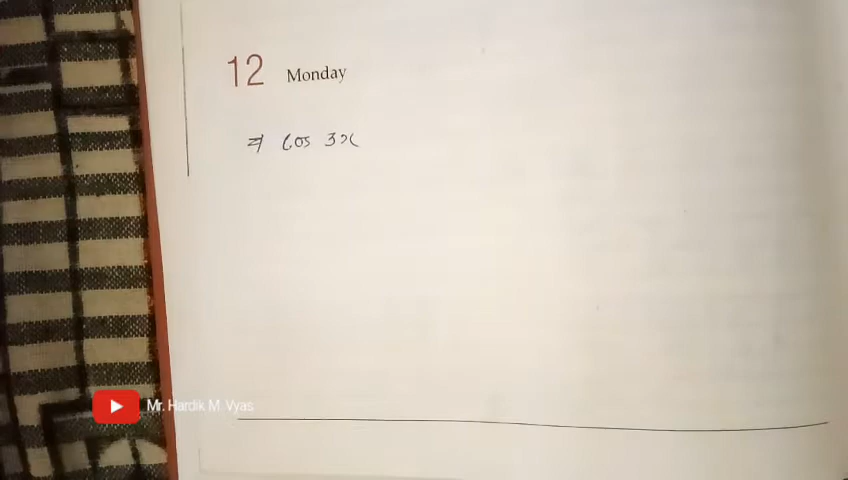 12 Monday
⇒ Cos 3x
Mr. Hardik M. Vyas